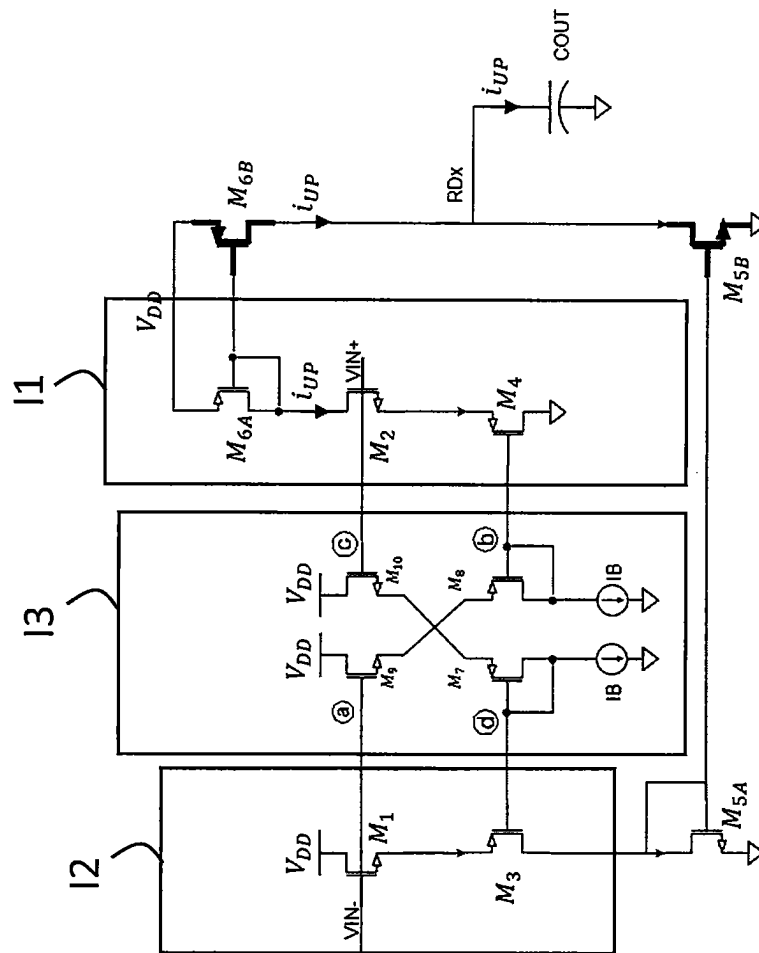 I1
I3
I2
V_DD
M_6B
i_UP
RDx
i_UP
COUT
M_5B
M_6A
i_UP
VIN+
M_2
M_4
V_DD
V_DD
c
M_10
M_9
a
M_8
b
M_7
d
IB
IB
V_DD
VIN-
M_1
M_3
M_5A